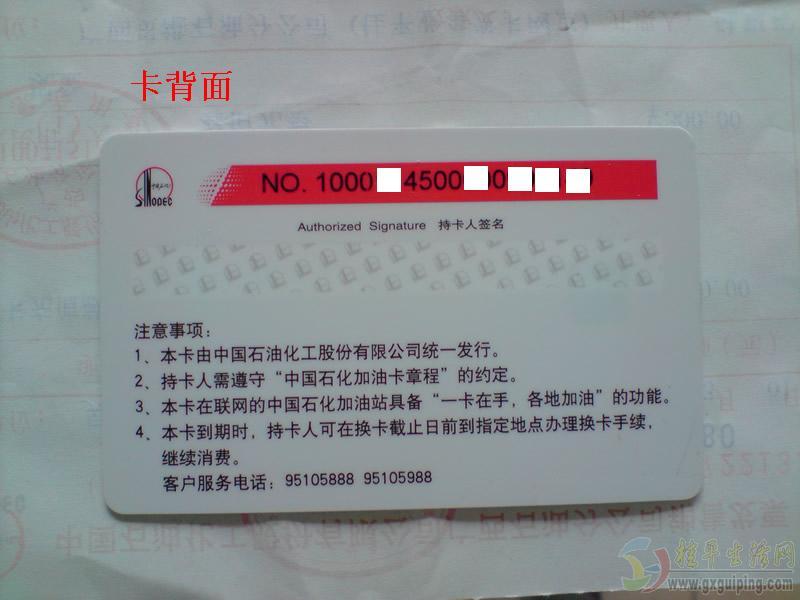 卡背面
SINOPEC
NO. 1000 4500 00
Authorized Signature 持卡人签名
注意事项：
1、本卡由中国石油化工股份有限公司统一发行。
2、持卡人需遵守“中国石化加油卡章程”的约定。
3、本卡在联网的中国石化加油站具备“一卡在手，各地加油”的功能。
4、本卡到期时，持卡人可在换卡截止日前到指定地点办理换卡手续，
继续消费。
客户服务电话：95105888 95105988
桂平生活网
www.gxguiping.com